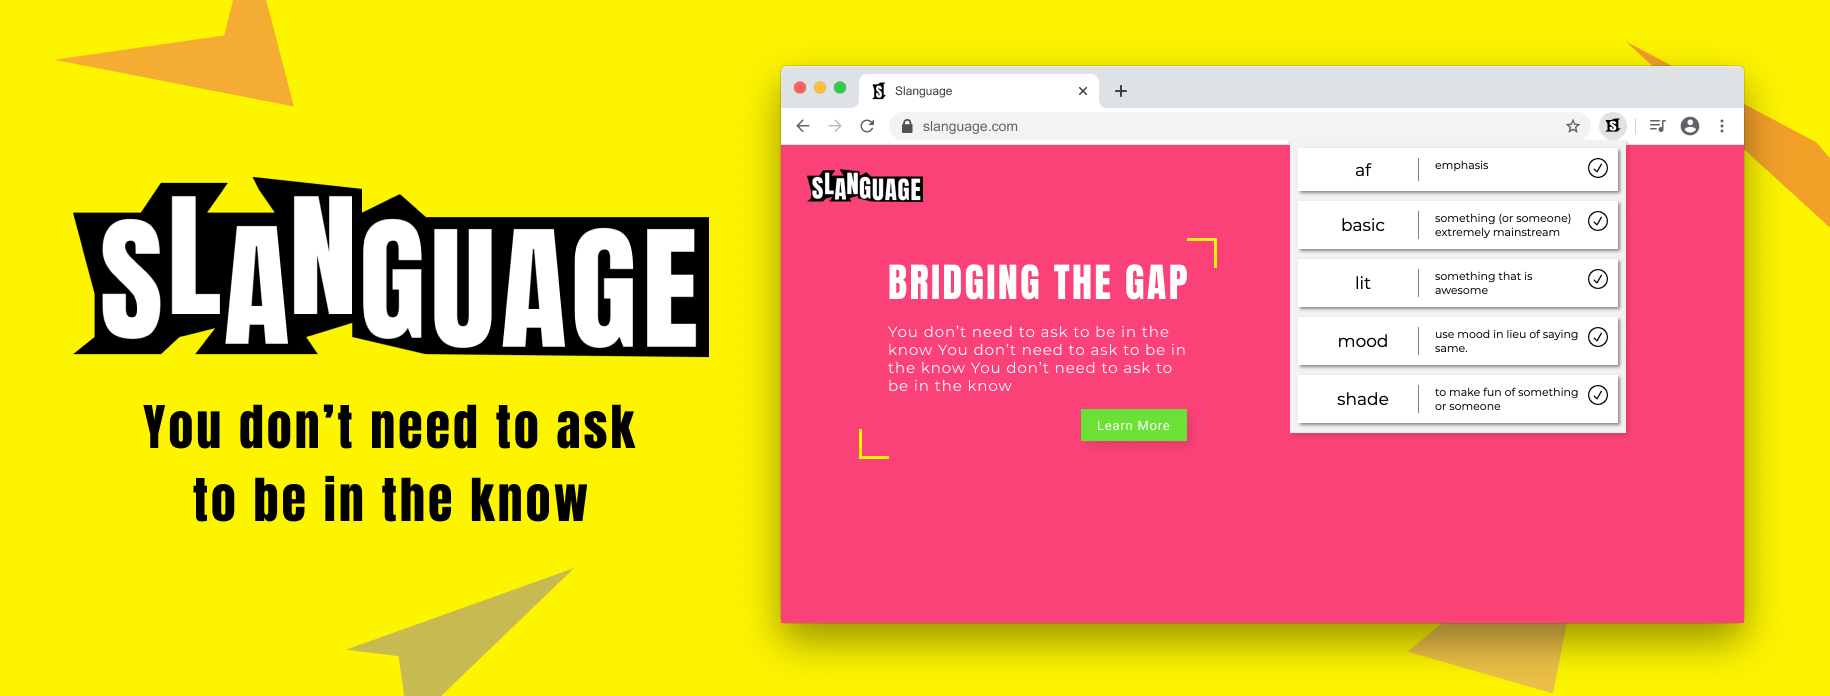 SLANGUAGE
You don't need to ask
to be in the know
Slanguage
slanguage.com
SLANGUAGE
BRIDGING THE GAP
You don't need to ask to be in the
know You don't need to ask to be in
the know You don't need to ask to
be in the know
Learn More
af
emphasis
basic
something (or someone)
extremely mainstream
lit
something that is
awesome
mood
use mood in lieu of saying
same.
shade
to make fun of something
or someone